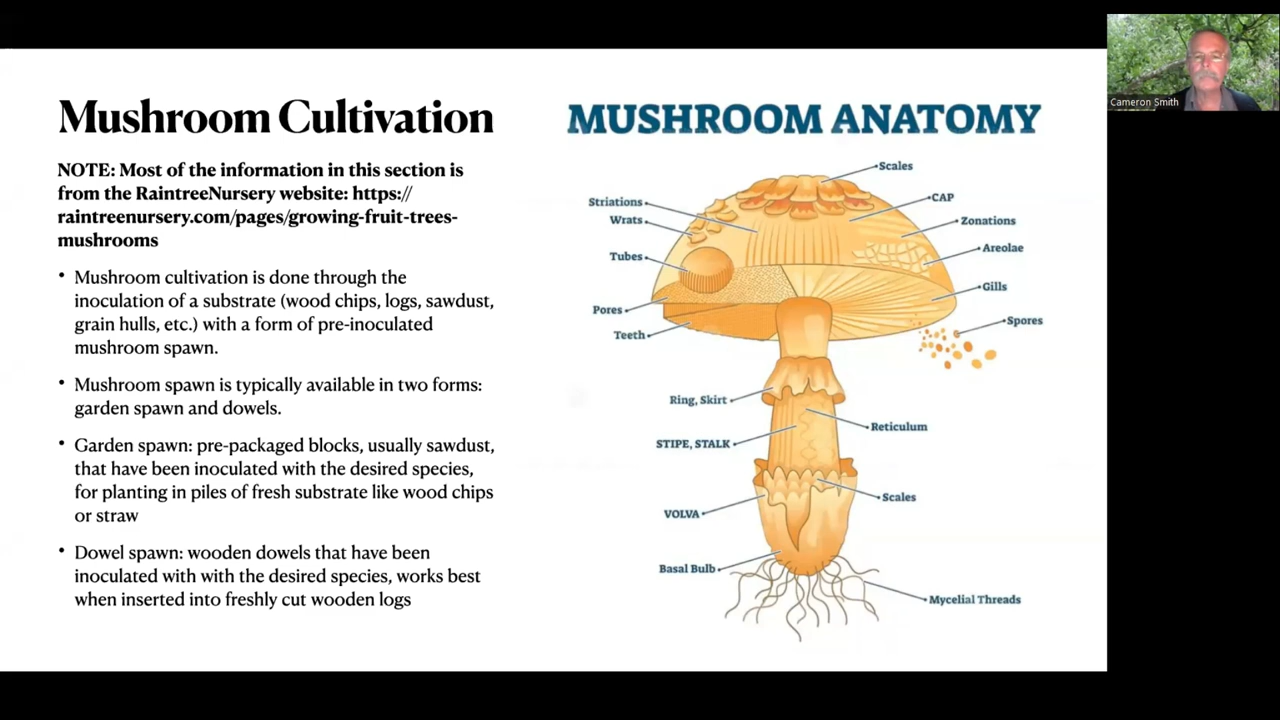 Mushroom Cultivation
NOTE: Most of the information in this section is
from the RaintreeNursery website: https://
raintreenursery.com/pages/growing-fruit-trees-
mushrooms
• Mushroom cultivation is done through the
inoculation of a substrate (wood chips, logs, sawdust,
grain hulls, etc.) with a form of pre-inoculated
mushroom spawn.
• Mushroom spawn is typically available in two forms:
garden spawn and dowels.
• Garden spawn: pre-packaged blocks, usually sawdust,
that have been inoculated with the desired species,
for planting in piles of fresh substrate like wood chips
or straw
• Dowel spawn: wooden dowels that have been
inoculated with with the desired species, works best
when inserted into freshly cut wooden logs
MUSHROOM ANATOMY
Scales
Striations
CAP
Wrats
Zonations
Areolae
Tubes
Gills
Pores
Spores
Teeth
Ring, Skirt
Reticulum
STIPE, STALK
Scales
VOLVA
Basal Bulb
Mycelial Threads
Cameron Smith